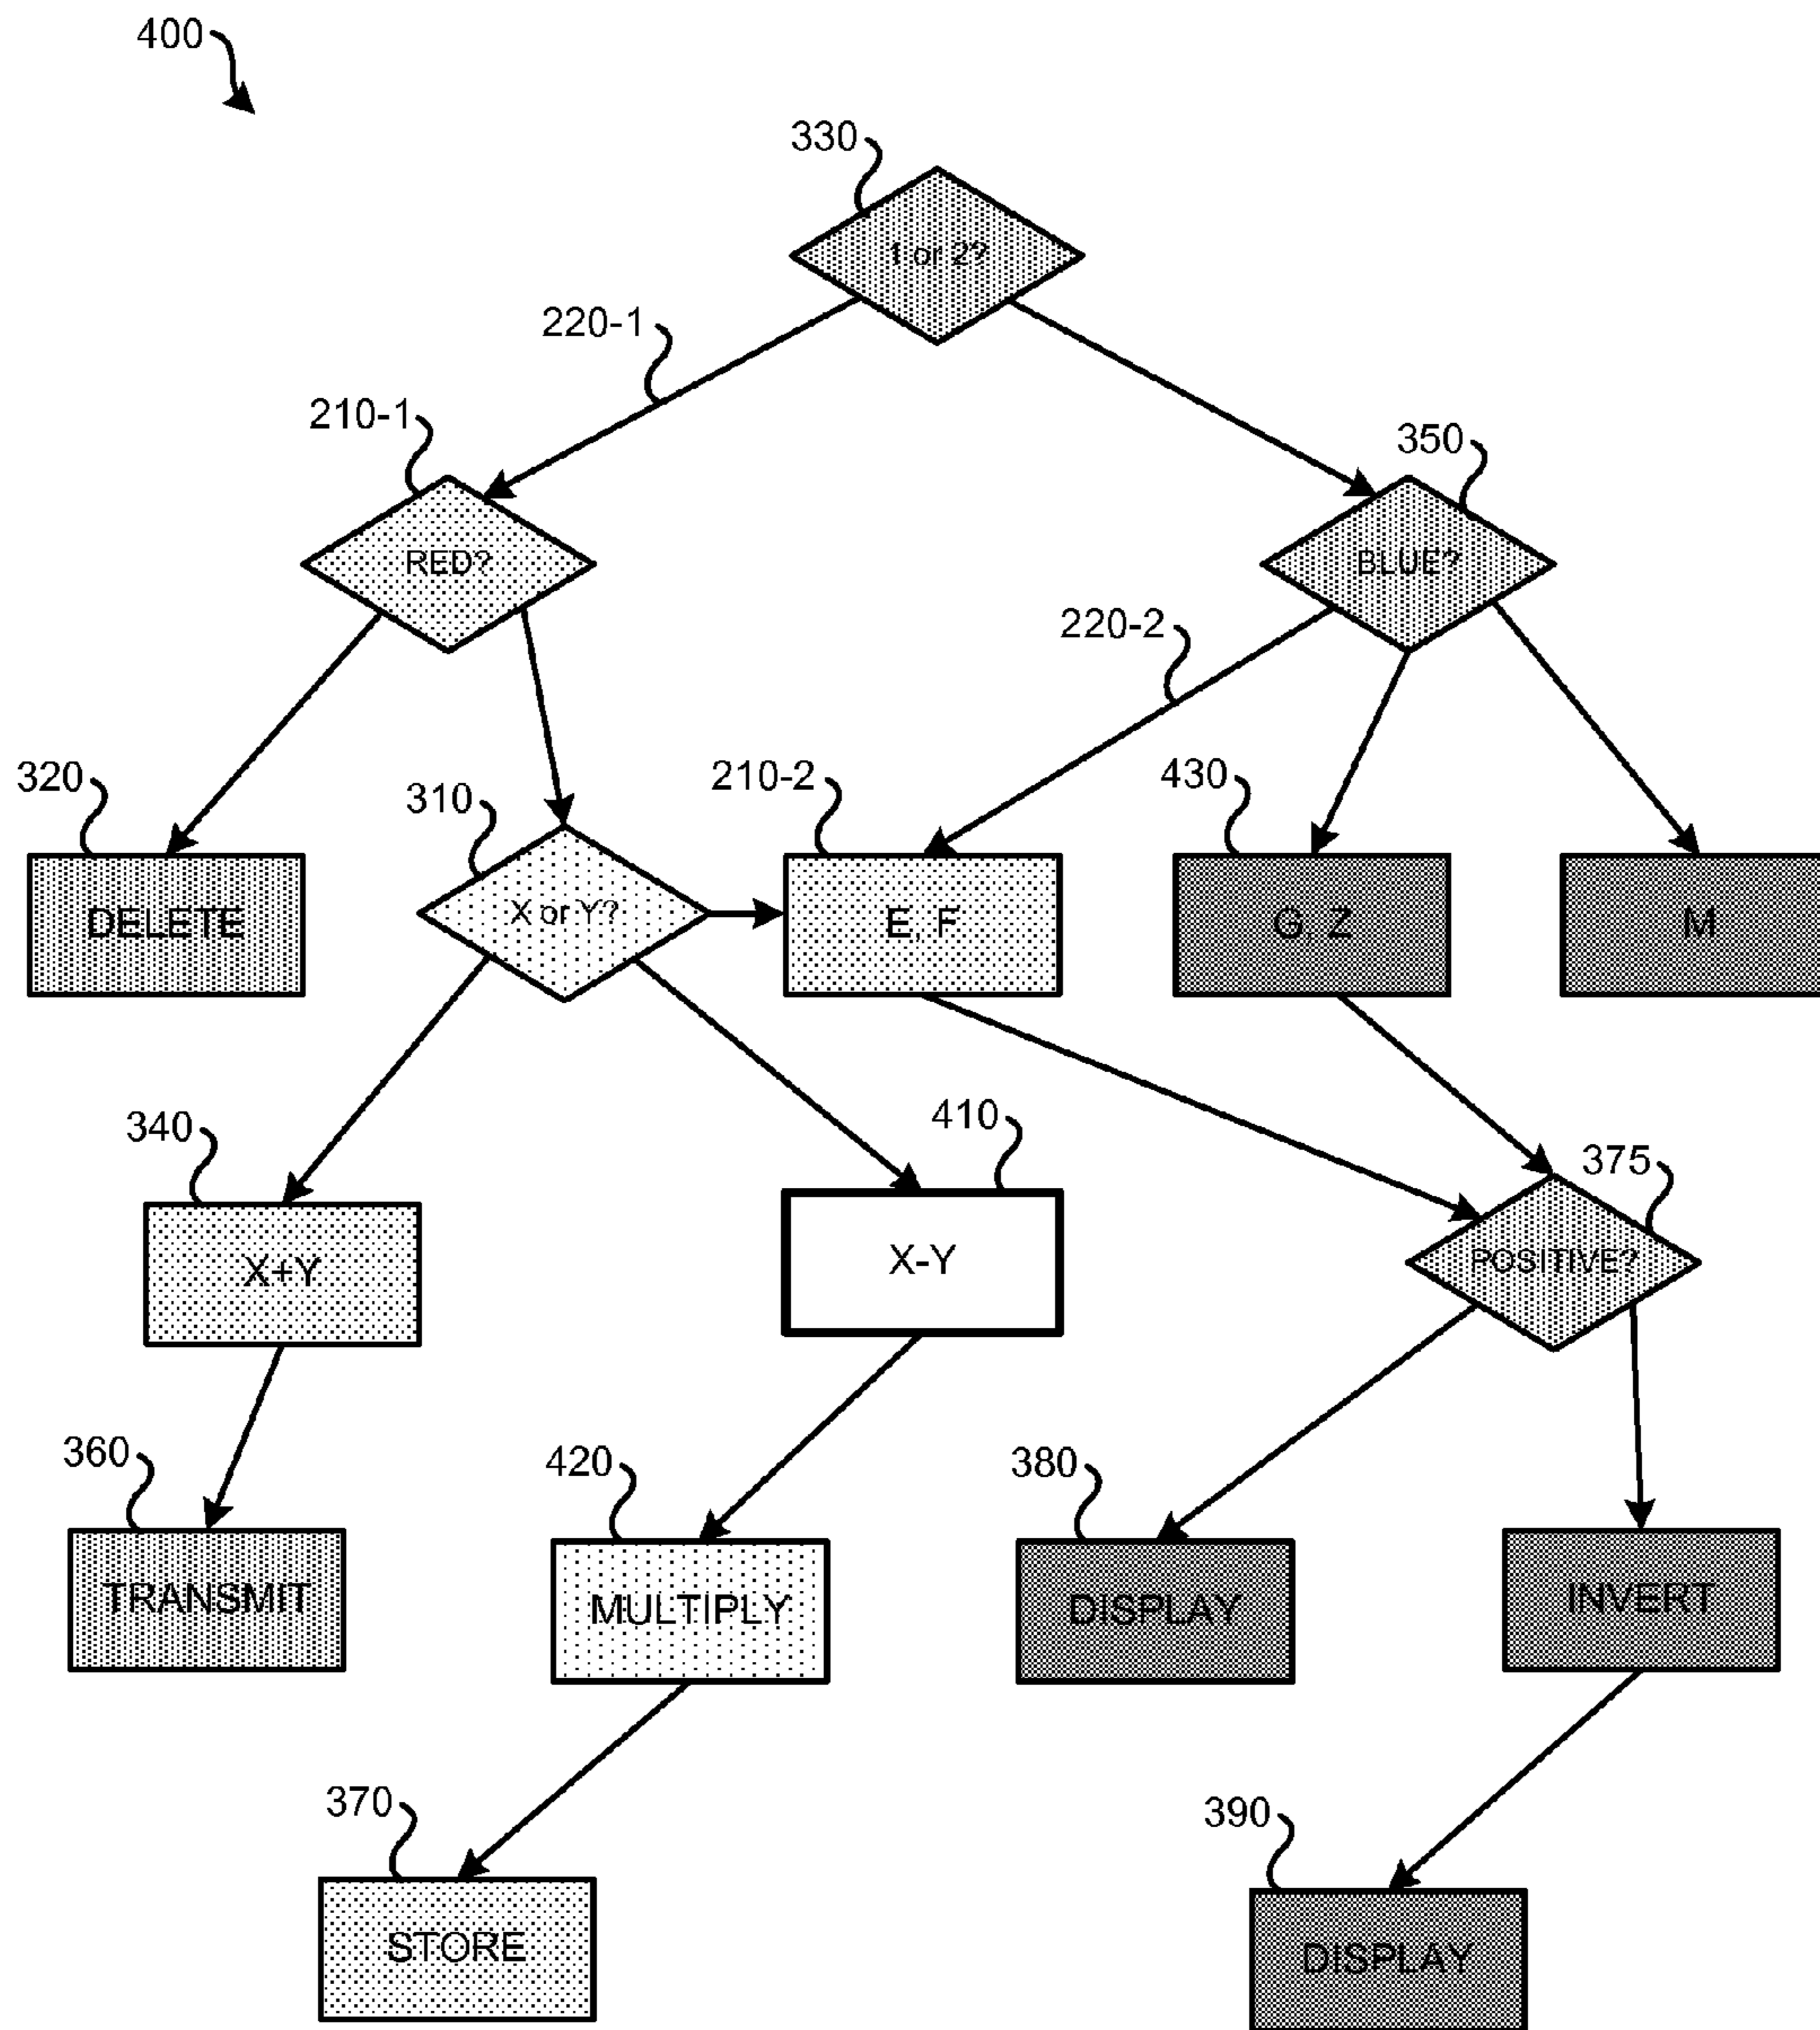 400
330
1 or 2?
220-1
210-1
350
RED?
BLUE?
220-2
320
310
210-2
430
DELETE
X or Y?
E, F
G, Z
M
340
410
375
X+Y
X-Y
POSITIVE?
360
420
380
TRANSMIT
MULTIPLY
DISPLAY
INVERT
370
390
STORE
DISPLAY